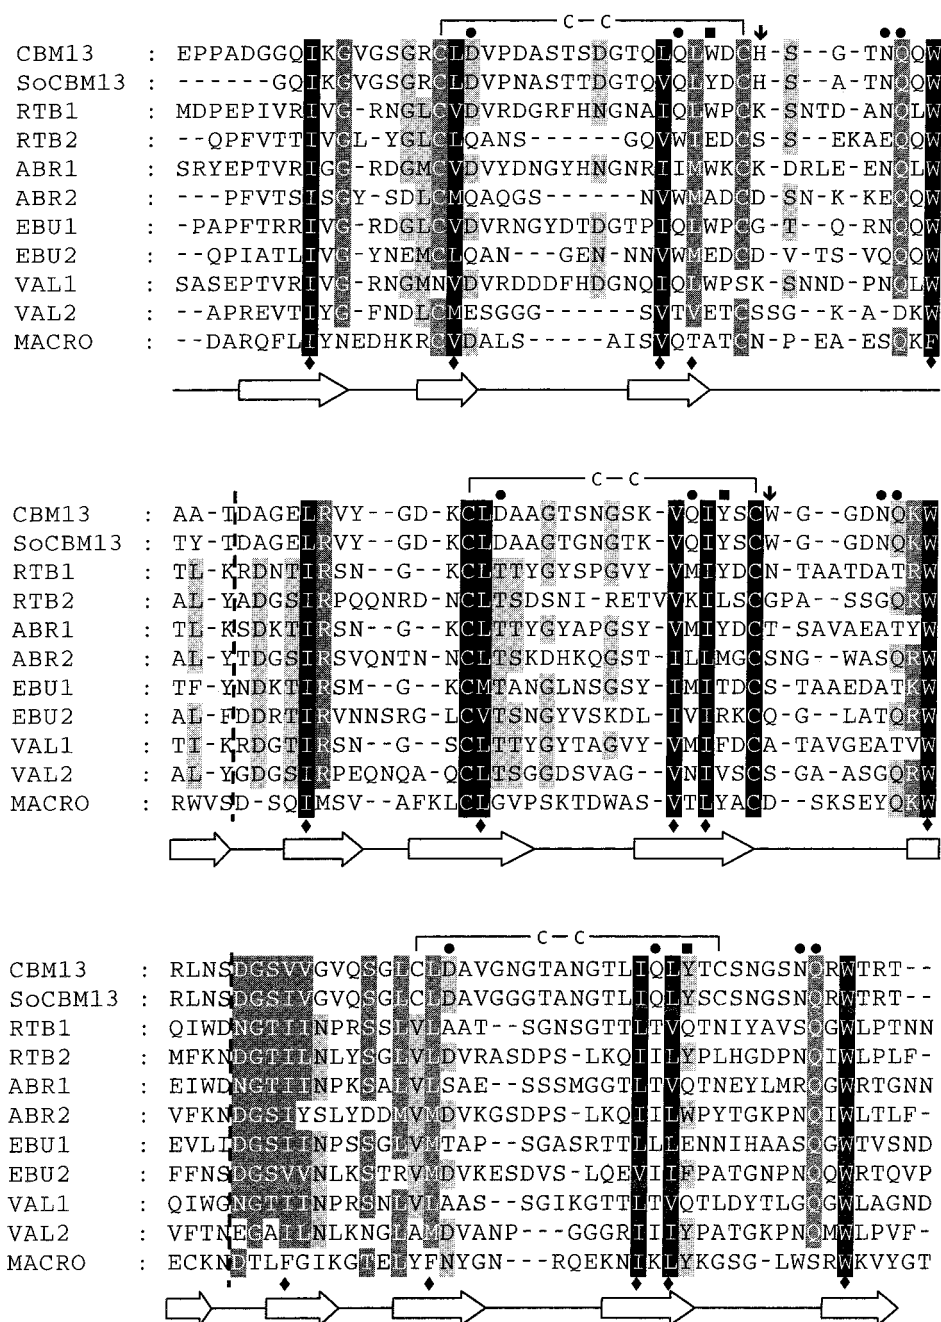 C-C
CBM13 : EPPADGGQIKGVGSGRCLDVPDASTSDGTQLQLWDCH-S--G-TNQQW
SoCBM13 : ------GQIKGVGSGRCLDVPNASTTDGTQLQLYDCH-S--A-TNQQW
RTB1 : MDPEPIVRIVG-RNGLCVDVRDGRFHNGNAIQLWPCK-SNTD-ANQLW
RTB2 : --QPFVTTIVGL-YGLCLQANS------GQVWIEDCS-S--EKAEQQW
ABR1 : SRYEPTVRIGG-RDGMCVDVYDNGYHNGNRIIMWKCK-DRLE-ENQLW
ABR2 : ---PFVTSISGY-SDLCMQAQGS-----NVWMADCD-SN-K-KEQQW
EBU1 : -PAPFTRRIVG-RDGLCVDVRNGYDTDGTPIQLWPCG-T--Q-RNQQW
EBU2 : --QPIATLIVG-YNEMCLQAN---GEN-NNVWMEDCD-V-TS-VQQQW
VAL1 : SASEPTVRIVG-RNGMNVDVRDDDFHDGNQIQLWPSK-SNNDPNQLW
VAL2 : --APREVTIYG-FNDLCMESGGG-----SVTVETCSSG--K-A-DKW
MACRO : --DARQFLIYNEDHKRCVDALS-----AISVQTATCN-P-EA-ESQKF
C-C
CBM13 : AA-TDAGELRVY--GD-KCLDAAGTSNGSK-VQIYSCW-G--GDNQKW
SoCBM13 : TY-TDAGELRVY--GD-KCLDAAGTGNGTK-VQIYSCW-G--GDNQKW
RTB1 : TL-KRDNTIRSN--G-KCLTTYGYSPGVY-VMIYDCN-TAATDATRW
RTB2 : AL-YADGSIRPQQNRD-NCLTSDSNI-RETVVKILSCGPA--SSGQRW
ABR1 : TL-KSDKTIRSN--G-KCLTTYGYAPGSY-VMIYDCT-SAVAEATYW
ABR2 : AL-YTDGSIRSVQNTN-NCLTSKDHKQGST-ILLMGCSNG--WASQRW
EBU1 : TF-YNDKTIRSM--G-KCMTANGLNSGSY-IMITDCS-TAAEDATKW
EBU2 : AL-FDDRTIRVNNSRG-LCVTSNGYVSKDL-IVIRKCQ-G--LATQRW
VAL1 : TI-KRDGTIRSN--G-SCLTTYGYTAGVY-VMIFDCA-TAVGEATVW
VAL2 : AL-YGDGSIRPEQNQA-QCLTSGGDSVAG--VNIVSCS-GA-ASGQRW
MACRO : RWVSD-SQIMSV--AFKLCLGVPSKTDWAS-VTLYACD--SKSEYQKW
C-C
CBM13 : RLNSDGSVVGVQSGLCLDAVGNGTANGTLIQLYTCSNGSNQRWTRT--
SoCBM13 : RLNSDGSIVGVQSGLCLDAVGGGTANGTLIQLYSCSNGSNQRWTRT--
RTB1 : QIWDNGTIINPRSSLVLAAT--SGNSGTTLTVQTNIYAVSQGWLPTNN
RTB2 : MFKNDGTILNLYSGLVLDVRASDPS-LKQIILYPLHGDPNQIWLPLF-
ABR1 : EIWDNGTIINPKSALVLSAE--SSSMGGTLTVQTNEYLMRQGWRTGNN
ABR2 : VFKNDGSIYSLYDDMVMDVKGSDPS-LKQIILWPYTGKPNQIWLTLF-
EBU1 : EVLIDGSIINPSSGLVMTAP---SGASRTTLLLENNIHAASQGWTVSND
EBU2 : FFNSDGSVVNLKSTRVMDVKESDVS-LQEVIIFPATGNPNQQWRTQVP
VAL1 : QIWGNGTIINPRSNLVLAAS--SGIKGTTLTVQTLDYTLGQGWLAGND
VAL2 : VFTNEGAILNLKNGLAMDVANP---GGGRIIIYPATGKPNQMWLPVF-
MACRO : ECKNDTLFGIKGTELYFNYGN---RQEKNIKLYKGSG-LWSRWKVYGT